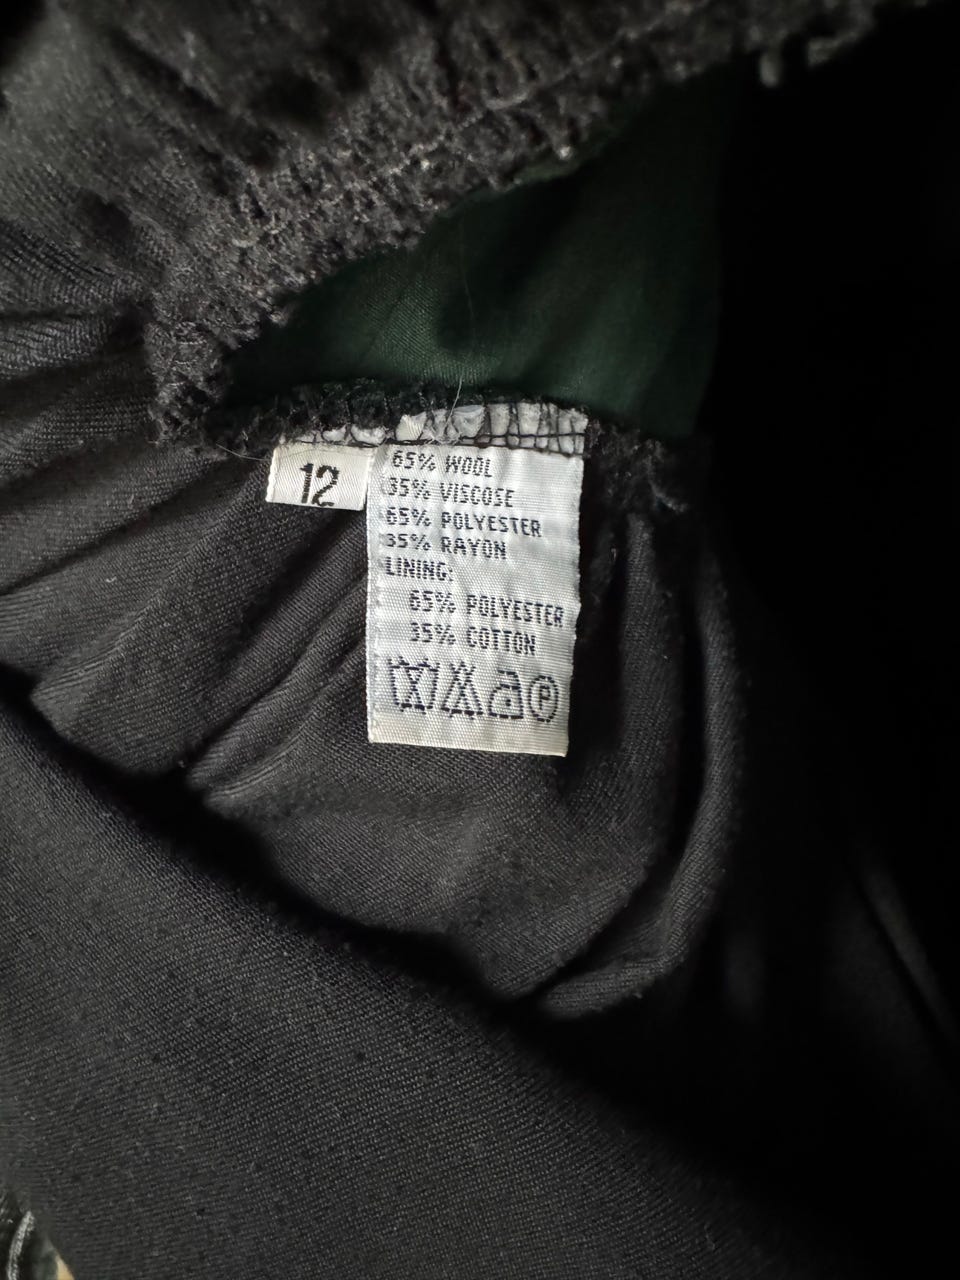 12
65% WOOL
35% VISCOSE
65% POLYESTER
35% RAYON
LINING:
65% POLYESTER
35% COTTON
P